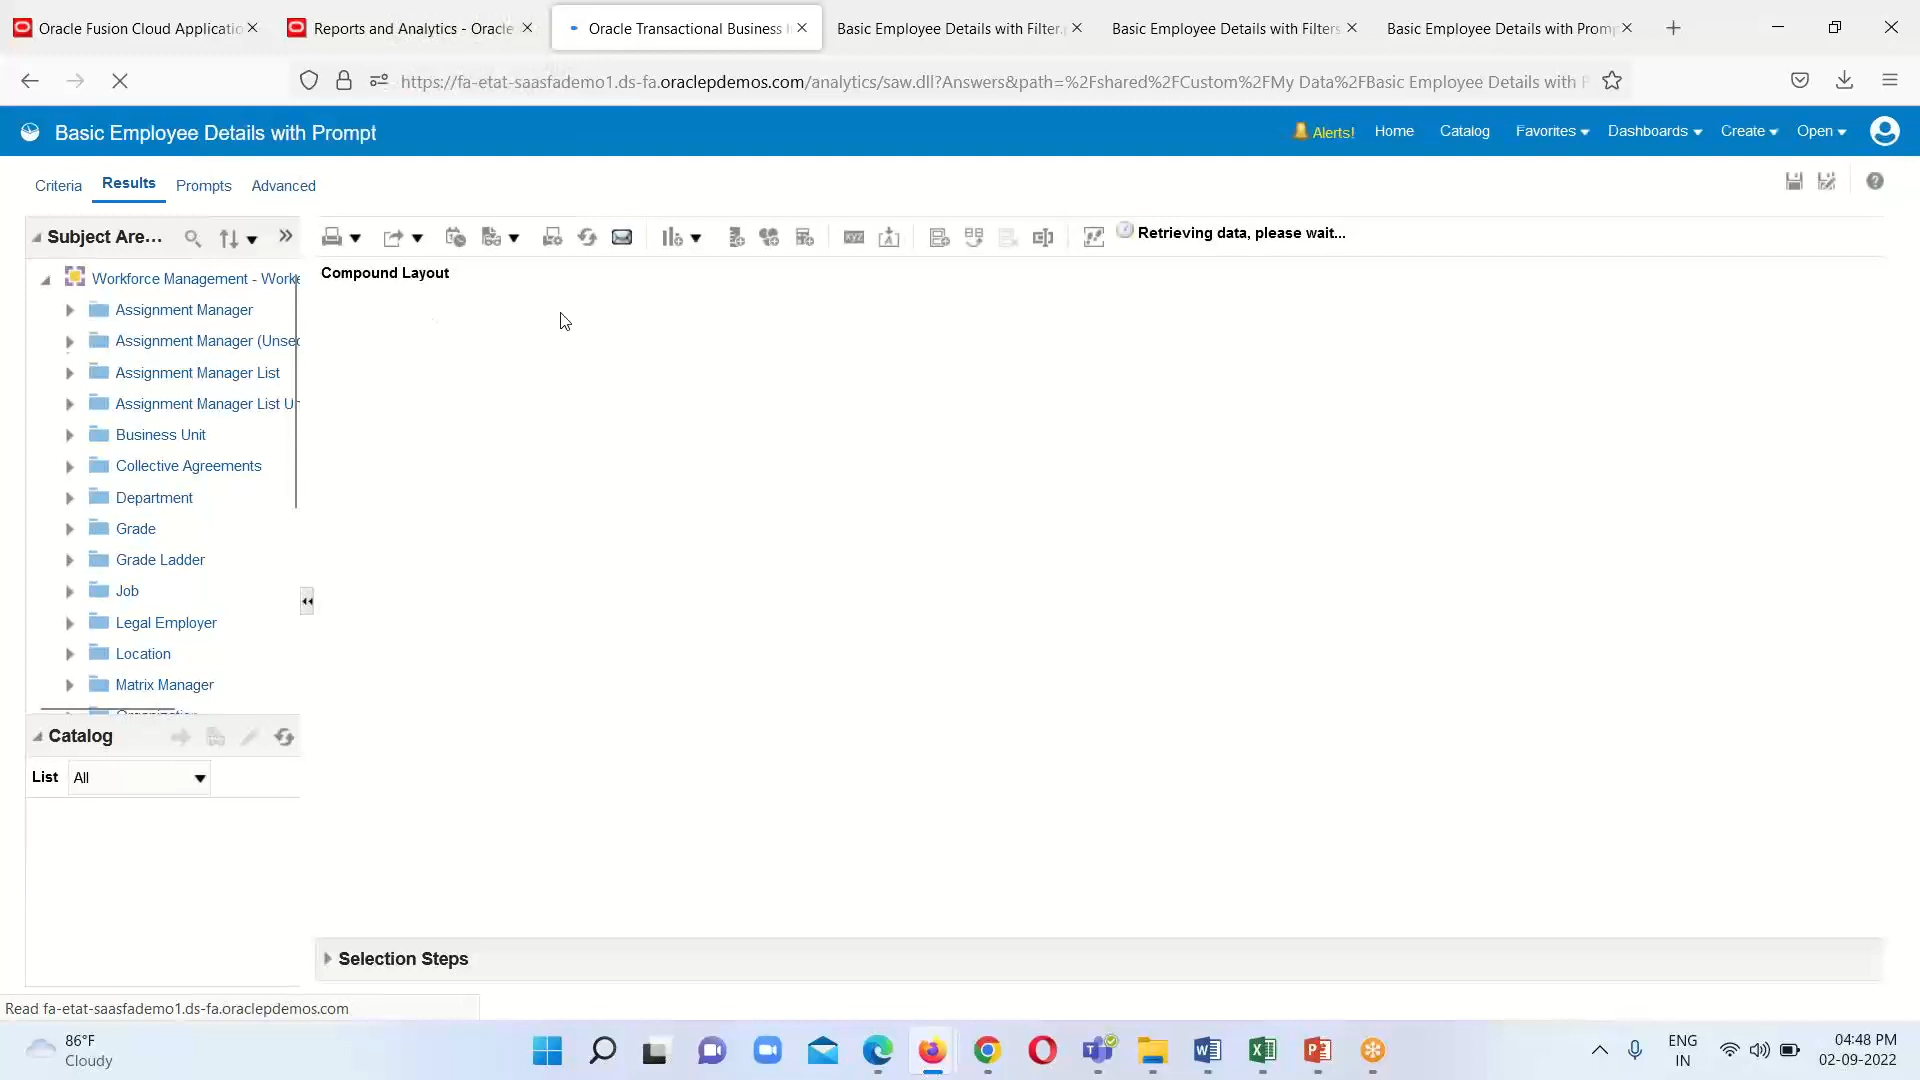 Oracle Fusion Cloud Applicatio
Reports and Analytics - Oracle
Oracle Transactional Business I
Basic Employee Details with Filter.
Basic Employee Details with Filters
Basic Employee Details with Prom
https://fa-etat-saasfademo1.ds-fa.oraclepdemos.com/analytics/saw.dll?Answers&path=%2Fshared%2FCustom%2FMy Data%2FBasic Employee Details with P
Basic Employee Details with Prompt
Alerts!
Home
Catalog
Favorites
Dashboards
Create
Open
Criteria
Results
Prompts
Advanced
Subject Are...
Retrieving data, please wait...
Compound Layout
Workforce Management - Worke
Assignment Manager
Assignment Manager (Unsec
Assignment Manager List
Assignment Manager List Un
Business Unit
Collective Agreements
Department
Grade
Grade Ladder
Job
Legal Employer
Location
Matrix Manager
Catalog
List
All
Selection Steps
Read fa-etat-saasfademo1.ds-fa.oraclepdemos.com
86°F
Cloudy
ENG
IN
04:48 PM
02-09-2022